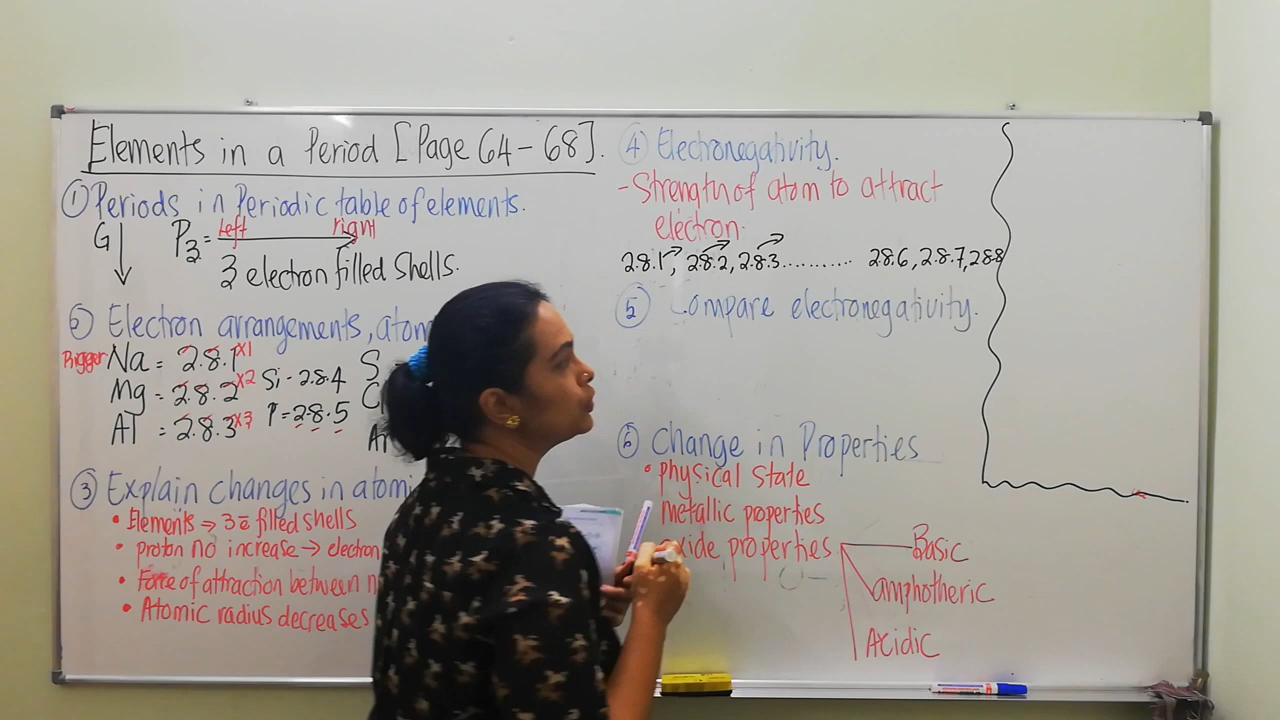 Elements in a Period [Page 64 - 68].
① Periods in Periodic table of elements.
G P3 = left right
3 electron filled shells.
② Electron arrangements, atom
Bigger Na = 2.8.1 x1
Mg = 2.8.2 x2
Al = 2.8.3 x3
Si - 2.8.4
P = 2.8.5
S
Cl
Ar
③ Explain changes in atomi
• Elements → 3 ē filled shells
• proton no increase → electron
• Force of attraction between n
• Atomic radius decreases
④ Electronegativity.
- Strength of atom to attract
electron.
2.8.1, 2.8.2, 2.8.3........... 2.8.6, 2.8.7, 2.8.8
⑤ Compare electronegativity.
⑥ Change in Properties
• physical state
metallic properties
oxide properties
Basic
amphotheric
Acidic